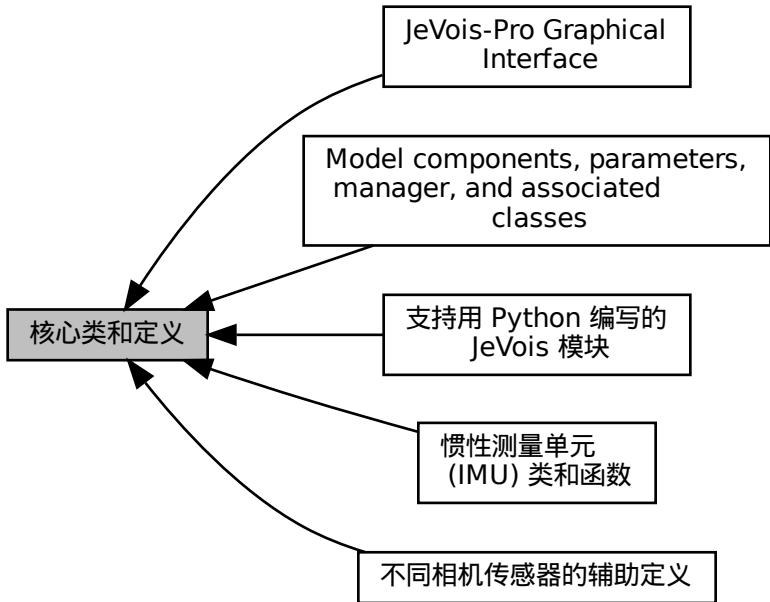 JeVois-Pro Graphical
Interface
Model components, parameters,
manager, and associated
classes
核心类和定义
支持用 Python 编写的
JeVois 模块
惯性测量单元
(IMU) 类和函数
不同相机传感器的辅助定义